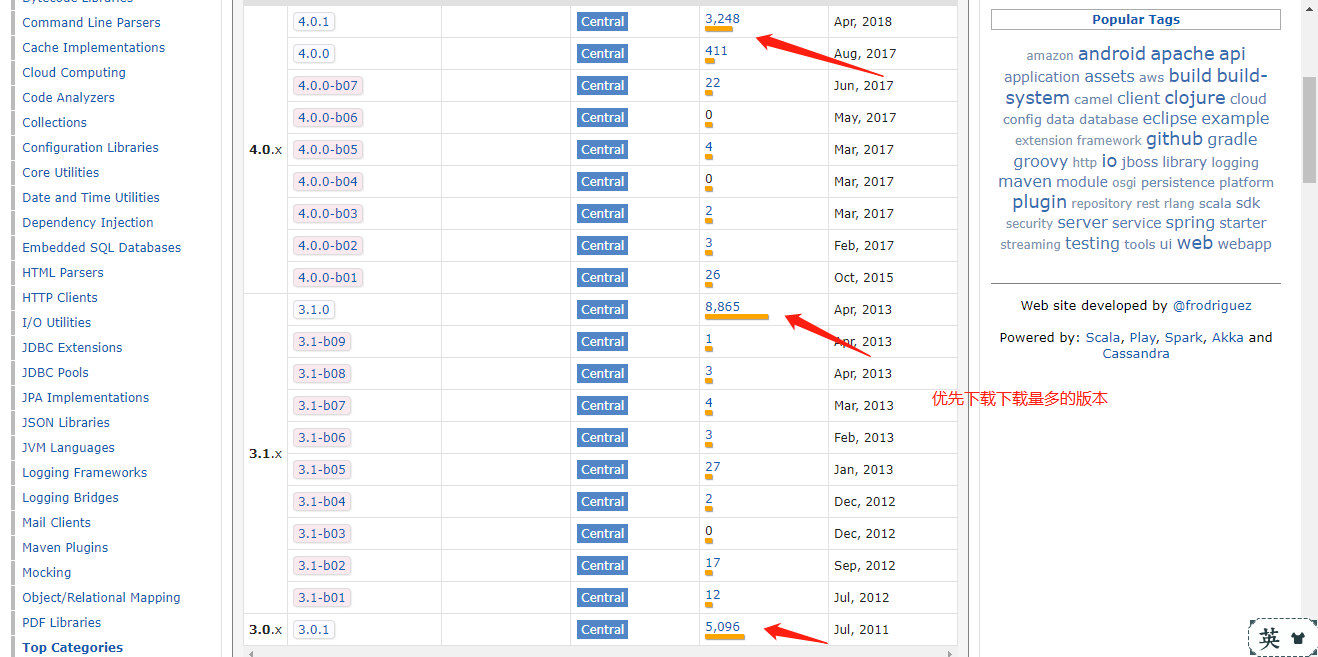 Command Line Parsers
Cache Implementations
Cloud Computing
Code Analyzers
Collections
Configuration Libraries
Core Utilities
Date and Time Utilities
Dependency Injection
Embedded SQL Databases
HTML Parsers
HTTP Clients
I/O Utilities
JDBC Extensions
JDBC Pools
JPA Implementations
JSON Libraries
JVM Languages
Logging Frameworks
Logging Bridges
Mail Clients
Maven Plugins
Mocking
Object/Relational Mapping
PDF Libraries
Top Categories
4.0.x
4.0.1 Central 3,248 Apr, 2018
4.0.0 Central 411 Aug, 2017
4.0.0-b07 Central 22 Jun, 2017
4.0.0-b06 Central 0 May, 2017
4.0.0-b05 Central 4 Mar, 2017
4.0.0-b04 Central 0 Mar, 2017
4.0.0-b03 Central 2 Mar, 2017
4.0.0-b02 Central 3 Feb, 2017
4.0.0-b01 Central 26 Oct, 2015
3.1.x
3.1.0 Central 8,865 Apr, 2013
3.1-b09 Central 1 Apr, 2013
3.1-b08 Central 3 Apr, 2013
3.1-b07 Central 4 Mar, 2013
3.1-b06 Central 3 Feb, 2013
3.1-b05 Central 27 Jan, 2013
3.1-b04 Central 2 Dec, 2012
3.1-b03 Central 0 Dec, 2012
3.1-b02 Central 17 Sep, 2012
3.1-b01 Central 12 Jul, 2012
3.0.x 3.0.1 Central 5,096 Jul, 2011
优先下载下载量多的版本
Popular Tags
amazon android apache api
application assets aws build build-
system camel client clojure cloud
config data database eclipse example
extension framework github gradle
groovy http io jboss library logging
maven module osgi persistence platform
plugin repository rest rlang scala sdk
security server service spring starter
streaming testing tools ui web webapp
Web site developed by @frodriguez
Powered by: Scala, Play, Spark, Akka and
Cassandra
英